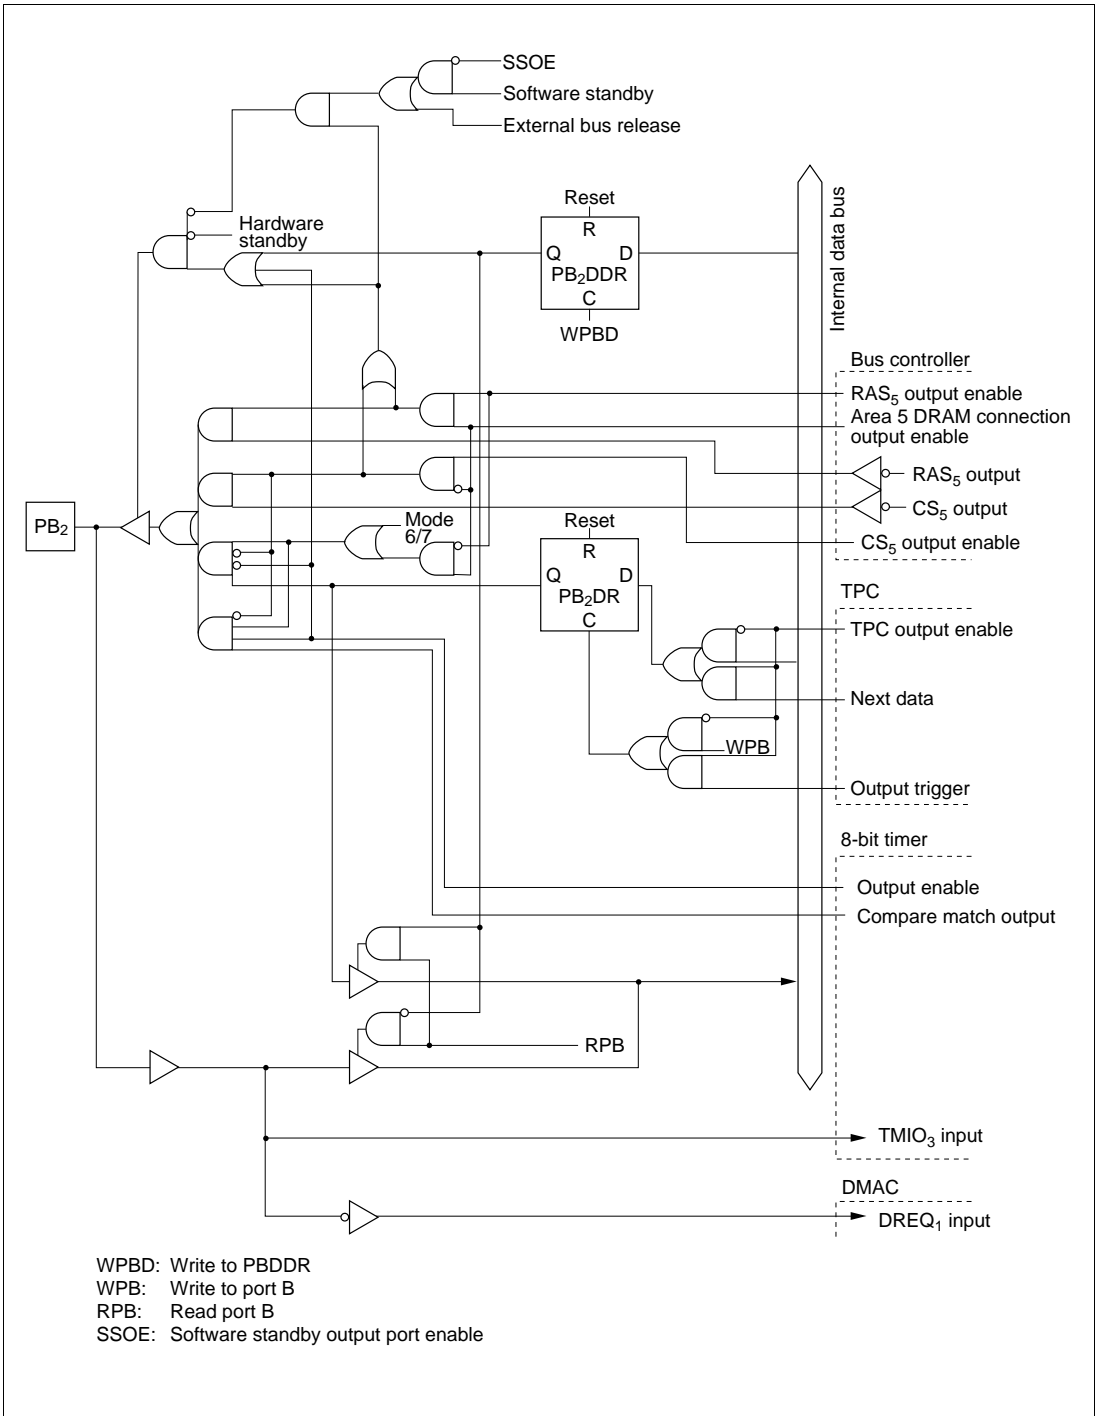 SSOE
Software standby
External bus release
Hardware
standby
Reset
R
Q D
PB₂DDR
C
WPBD
Internal data bus
Bus controller
RAS₅ output enable
Area 5 DRAM connection
output enable
RAS₅ output
CS₅ output
CS₅ output enable
PB₂
Mode
6/7
Reset
R
Q D
PB₂DR
C
TPC
TPC output enable
Next data
WPB
Output trigger
8-bit timer
Output enable
Compare match output
RPB
TMIO₃ input
DMAC
DREQ₁ input
WPBD: Write to PBDDR
WPB: Write to port B
RPB: Read port B
SSOE: Software standby output port enable